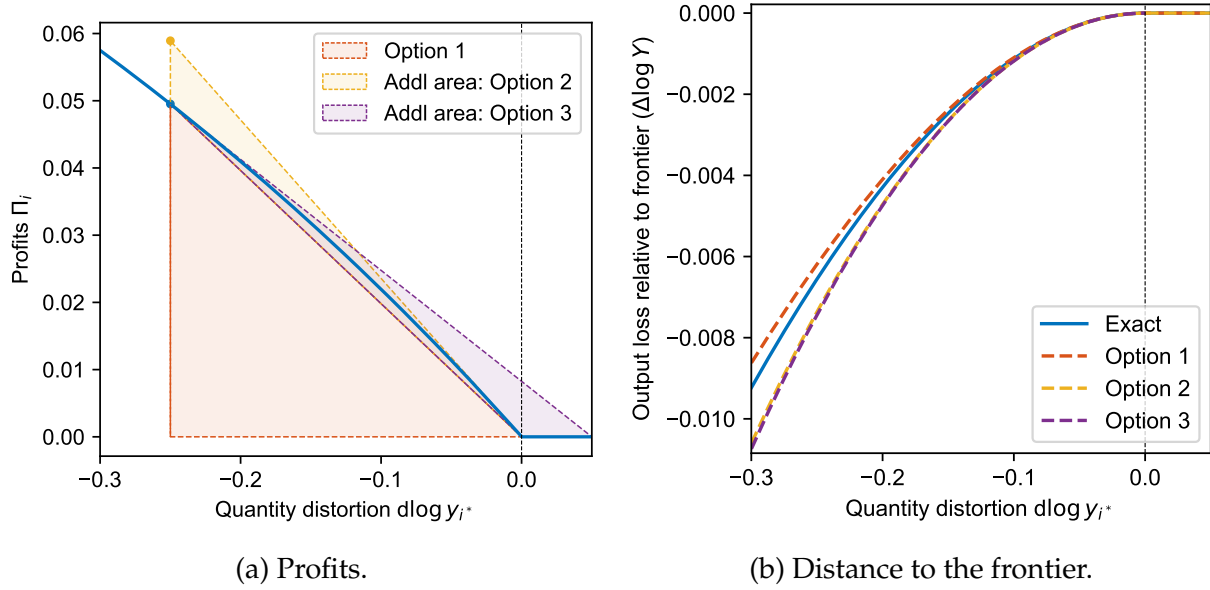 0.06
0.05
0.04
0.03
0.02
0.01
0.00
Profits Π_i
Option 1
Addl area: Option 2
Addl area: Option 3
−0.3
−0.2
−0.1
0.0
Quantity distortion dlog y_{i*}
(a) Profits.
0.000
−0.002
−0.004
−0.006
−0.008
−0.010
Output loss relative to frontier (Δlog Y)
Exact
Option 1
Option 2
Option 3
−0.3
−0.2
−0.1
0.0
Quantity distortion dlog y_{i*}
(b) Distance to the frontier.